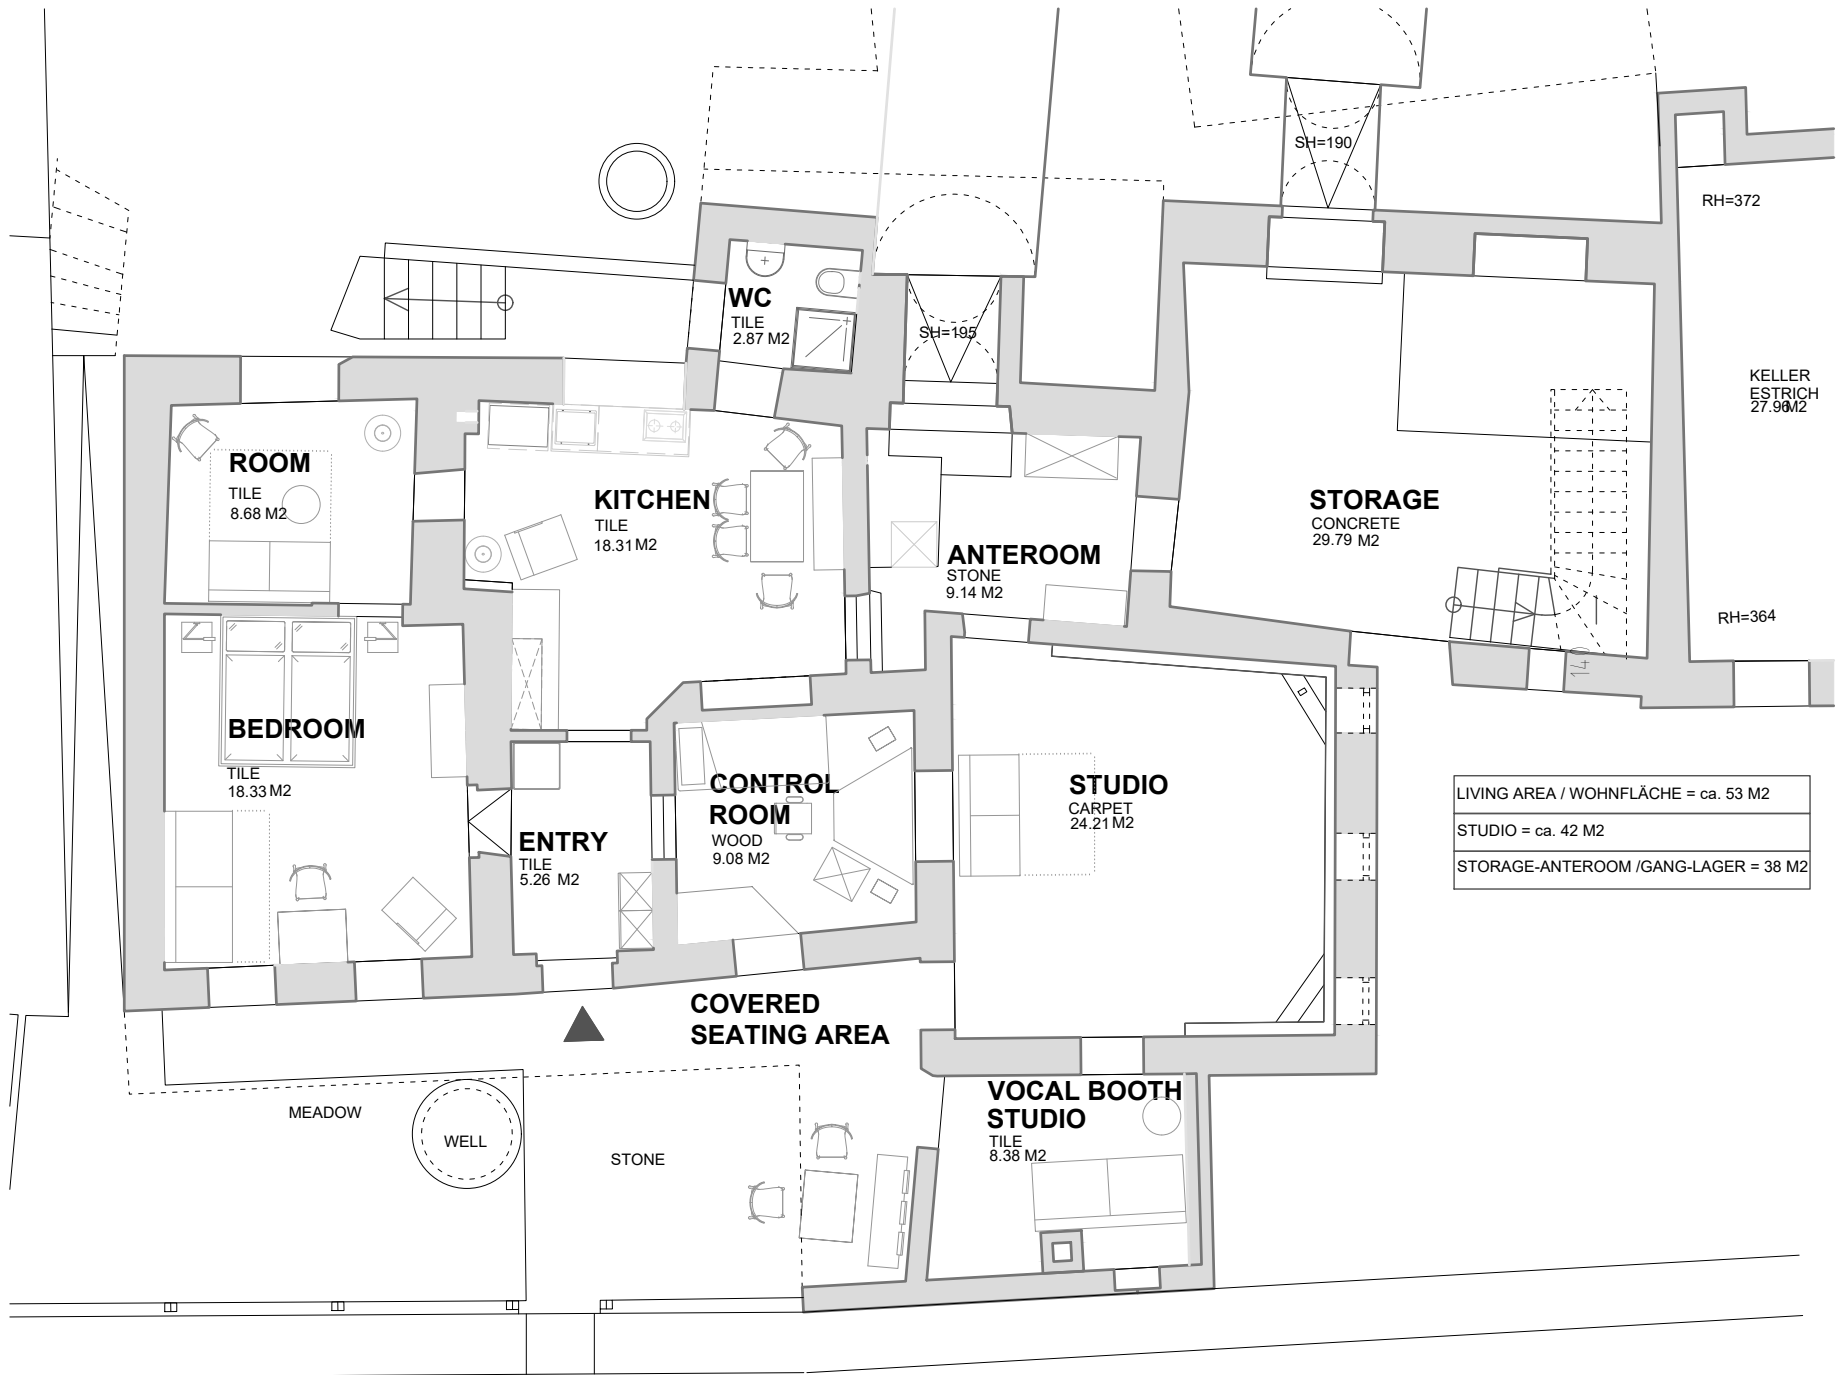 SH=190
RH=372
WC
TILE
2.87 M2
SH=195
KELLER
ESTRICH
27.96M2
ROOM
TILE
8.68 M2
KITCHEN
TILE
18.31 M2
STORAGE
CONCRETE
29.79 M2
ANTEROOM
STONE
9.14 M2
RH=364
140
BEDROOM
TILE
18.33 M2
CONTROL
ROOM
WOOD
9.08 M2
STUDIO
CARPET
24.21 M2
ENTRY
TILE
5.26 M2
LIVING AREA / WOHNFLÄCHE = ca. 53 M2
STUDIO = ca. 42 M2
STORAGE-ANTEROOM /GANG-LAGER = 38 M2
COVERED
SEATING AREA
MEADOW
WELL
STONE
VOCAL BOOTH
STUDIO
TILE
8.38 M2